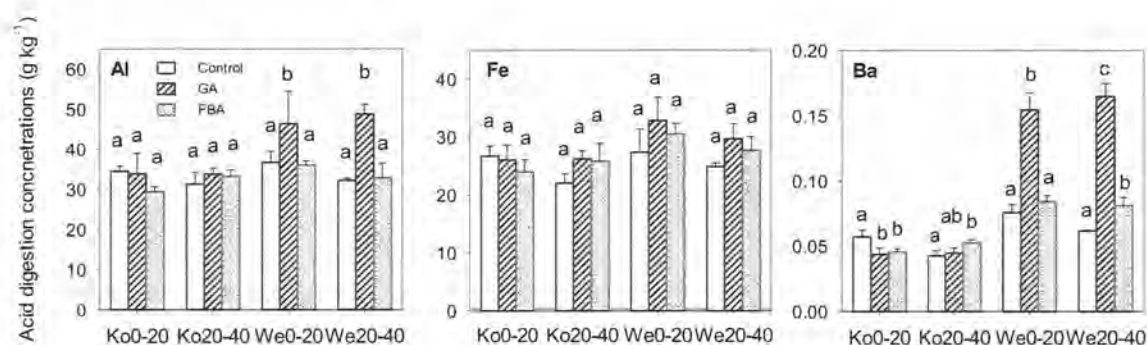 Acid digestion concnetrations (g kg⁻¹)
Al
Control
GA
FBA
60
50
40
30
20
10
0
a a a
a a a
a b a
a b a
Ko0-20 Ko20-40 We0-20 We20-40
Fe
40
30
20
10
0
a a a
a a a
a a a
a a a
Ko0-20 Ko20-40 We0-20 We20-40
Ba
0.20
0.15
0.10
0.05
0.00
a b b
a ab b
a b a
a c b
Ko0-20 Ko20-40 We0-20 We20-40